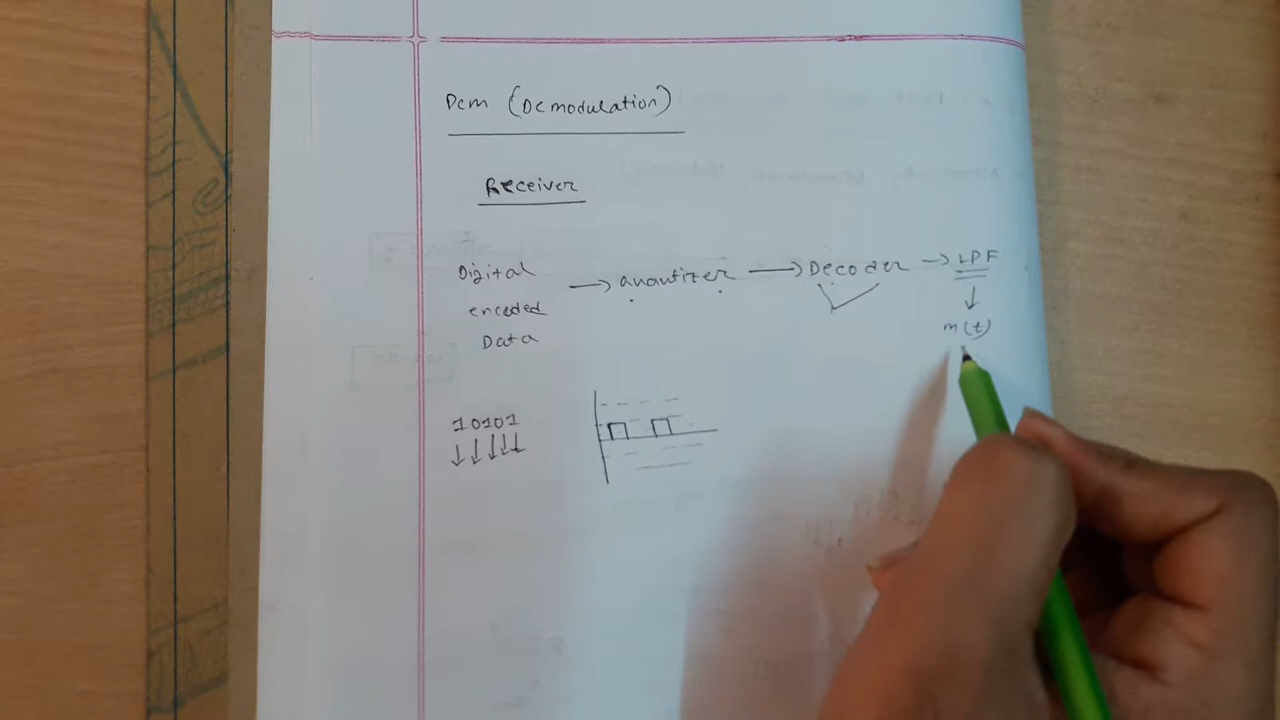 Pcm (Demodulation)
Receiver
Digital → quantizer → Decoder → LPF
encoded
Data
m(t)
10101